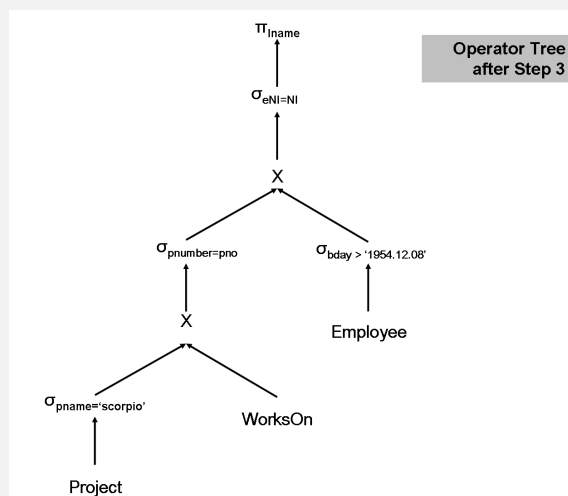 π lname
Operator Tree
after Step 3
σ eNI=NI
X
σ pnumber=pno
σ bday > ‘1954.12.08’
X
Employee
σ pname=‘scorpio’
WorksOn
Project